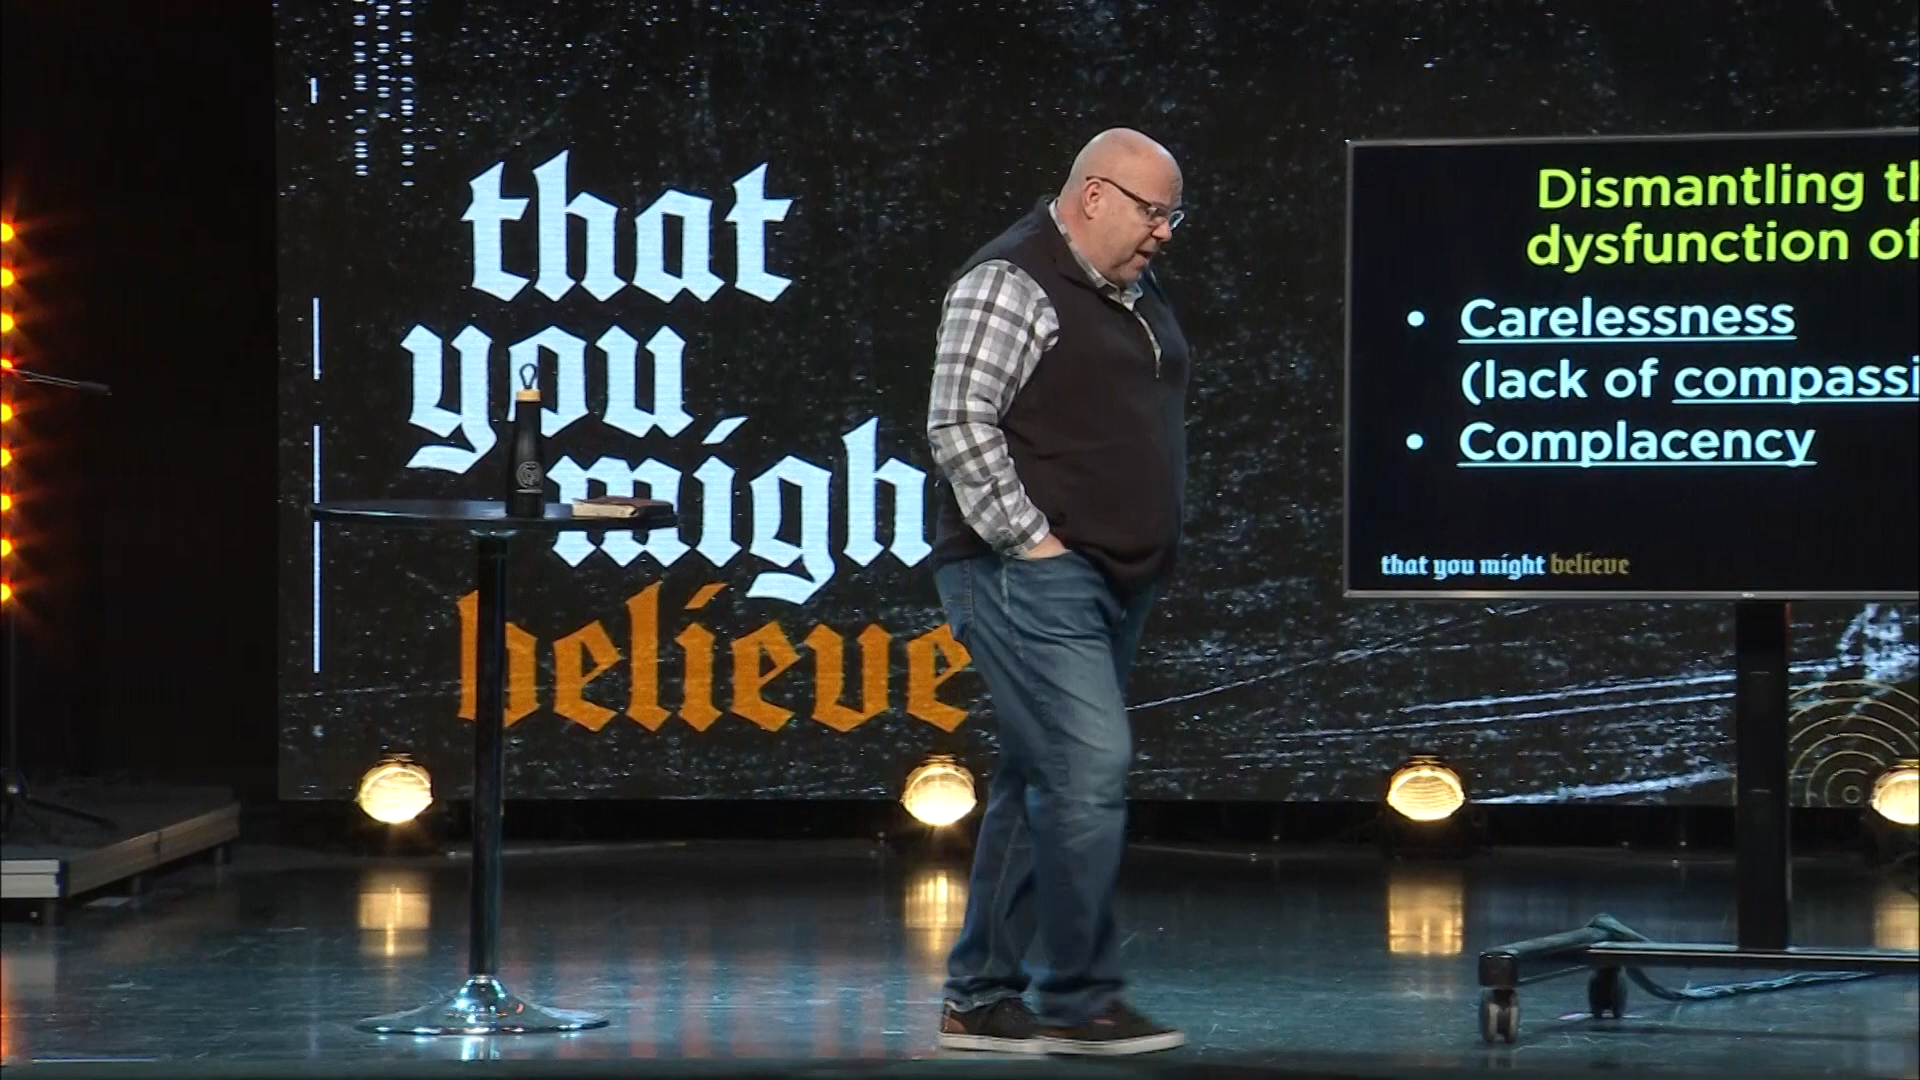 that
you
migh
believe
Dismantling th
dysfunction of
• Carelessness
(lack of compassi
• Complacency
that you might believe